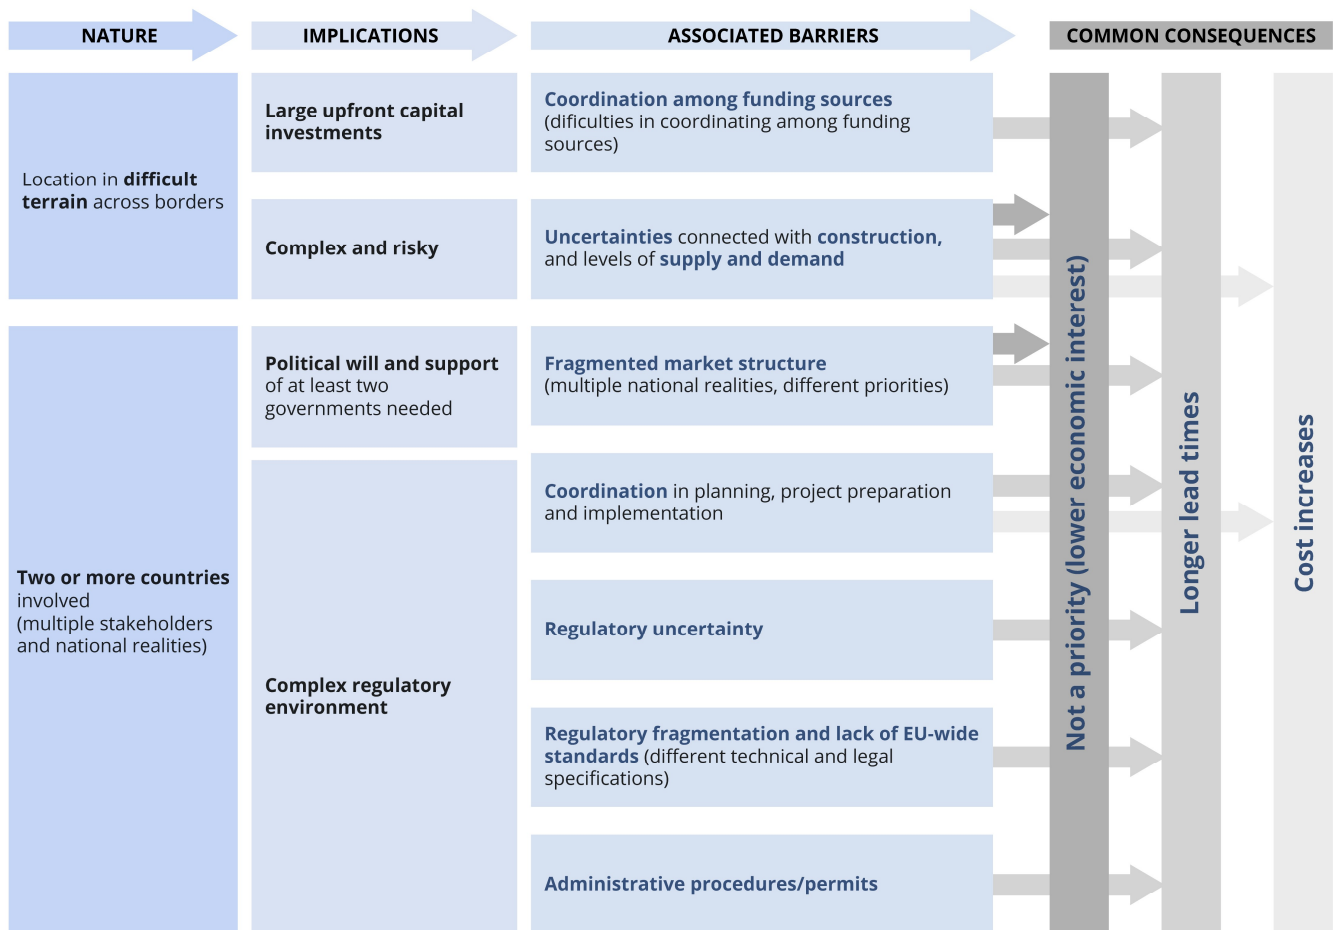 NATURE
IMPLICATIONS
ASSOCIATED BARRIERS
COMMON CONSEQUENCES
Location in difficult
terrain across borders
Large upfront capital
investments
Coordination among funding sources
(dificulties in coordinating among funding
sources)
Complex and risky
Uncertainties connected with construction,
and levels of supply and demand
Two or more countries
involved
(multiple stakeholders
and national realities)
Political will and support
of at least two
governments needed
Fragmented market structure
(multiple national realities, different priorities)
Complex regulatory
environment
Coordination in planning, project preparation
and implementation
Regulatory uncertainty
Regulatory fragmentation and lack of EU-wide
standards (different technical and legal
specifications)
Administrative procedures/permits
Not a priority (lower economic interest)
Longer lead times
Cost increases